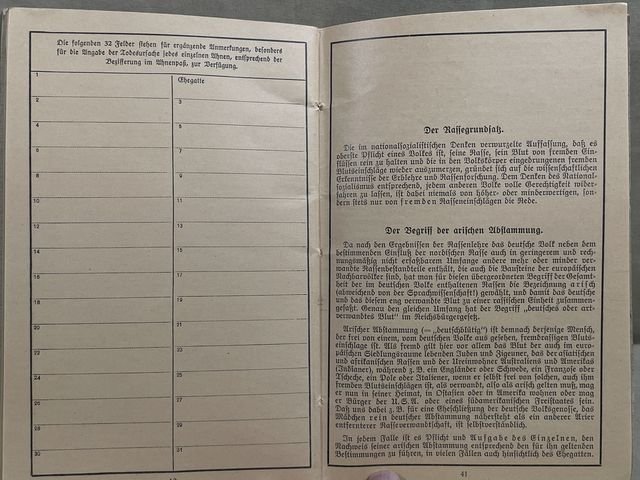 Die folgenden 32 Felder stehen für ergänzende Anmerkungen, besonders
für die Angabe der Todesursache jedes einzelnen Ahnen, entsprechend der
Bezifferung im Ahnenpaß, zur Verfügung.
1
Ehegatte
2
3
4
5
6
7
8
9
10
11
12
13
14
15
16
17
18
19
20
21
22
23
24
25
26
27
28
29
30
31
Der Rassegrundsatz.
Die im nationalsozialistischen Denken verwurzelte Auffassung, daß es
oberste Pflicht eines Volkes ist, seine Rasse, sein Blut von fremden Ein-
flüssen rein zu halten und die in den Volkskörper eingedrungenen fremden
Blutseinschläge wieder auszumerzen, gründet sich auf die wissenschaftlichen
Erkenntnisse der Erblehre und Rassenforschung. Dem Denken des National-
sozialismus entsprechend, jedem anderen Volke volle Gerechtigkeit wider-
fahren zu lassen, ist dabei niemals von höher- oder minderwertigen, son-
dern stets nur von fremden Rasseneinschlägen die Rede.
Der Begriff der arischen Abstammung.
Da nach den Ergebnissen der Rassenlehre das deutsche Volk neben dem
bestimmenden Einfluß der nordischen Rasse auch in geringerem und rech-
nungsmäßig nicht erfaßbarem Umfange andere mehr oder minder ver-
wandte Rassenbestandteile enthält, die auch die Bausteine der europäischen
Nachbarvölker sind, hat man für diesen übergeordneten Begriff der Gesamt-
heit der im deutschen Volk enthaltenen Rassen die Bezeichnung arisch
(abweichend von der Sprachwissenschaft!) gewählt, und damit das deutsche
und das diesem eng verwandte Blut zu einer rassischen Einheit zusammen-
gefaßt. Genau den gleichen Umfang hat der Begriff „deutsches oder art-
verwandtes Blut" im Reichsbürgergesetz.
Arischer Abstammung (= „deutschblütig") ist demnach derjenige Mensch,
der frei von einem, vom deutschen Volk aus gesehen, fremdrassigen Bluts-
einschlage ist. Als fremd gilt hier vor allem das Blut der auch im euro-
päischen Siedlungsraume lebenden Juden und Zigeuner, das der asiatischen
und afrikanischen Rassen und der Ureinwohner Australiens und Amerikas
(Indianer), während z. B. ein Engländer oder Schwede, ein Franzose oder
Tscheche, ein Pole oder Italiener, wenn er selbst frei von solchen, auch ihm
fremden Blutseinschlägen ist, als verwandt, also als arisch gelten muß, mag
er nun in seiner Heimat, in Ostasien oder in Amerika wohnen oder mag
er Bürger der U.S.A. oder eines südamerikanischen Freistaates sein.
Daß uns dabei z. B. für eine Eheschließung der deutsche Volksgenosse, das
Mädchen rein deutscher Abstammung näher steht als ein anderer Arier
entfernterer Rasseverwandtschaft, ist selbstverständlich.
In jedem Falle ist es Pflicht und Aufgabe des Einzelnen, den
Nachweis seiner arischen Abstammung entsprechend den für ihn geltenden
Bestimmungen zu führen, in vielen Fällen auch hinsichtlich des Ehegatten.
41